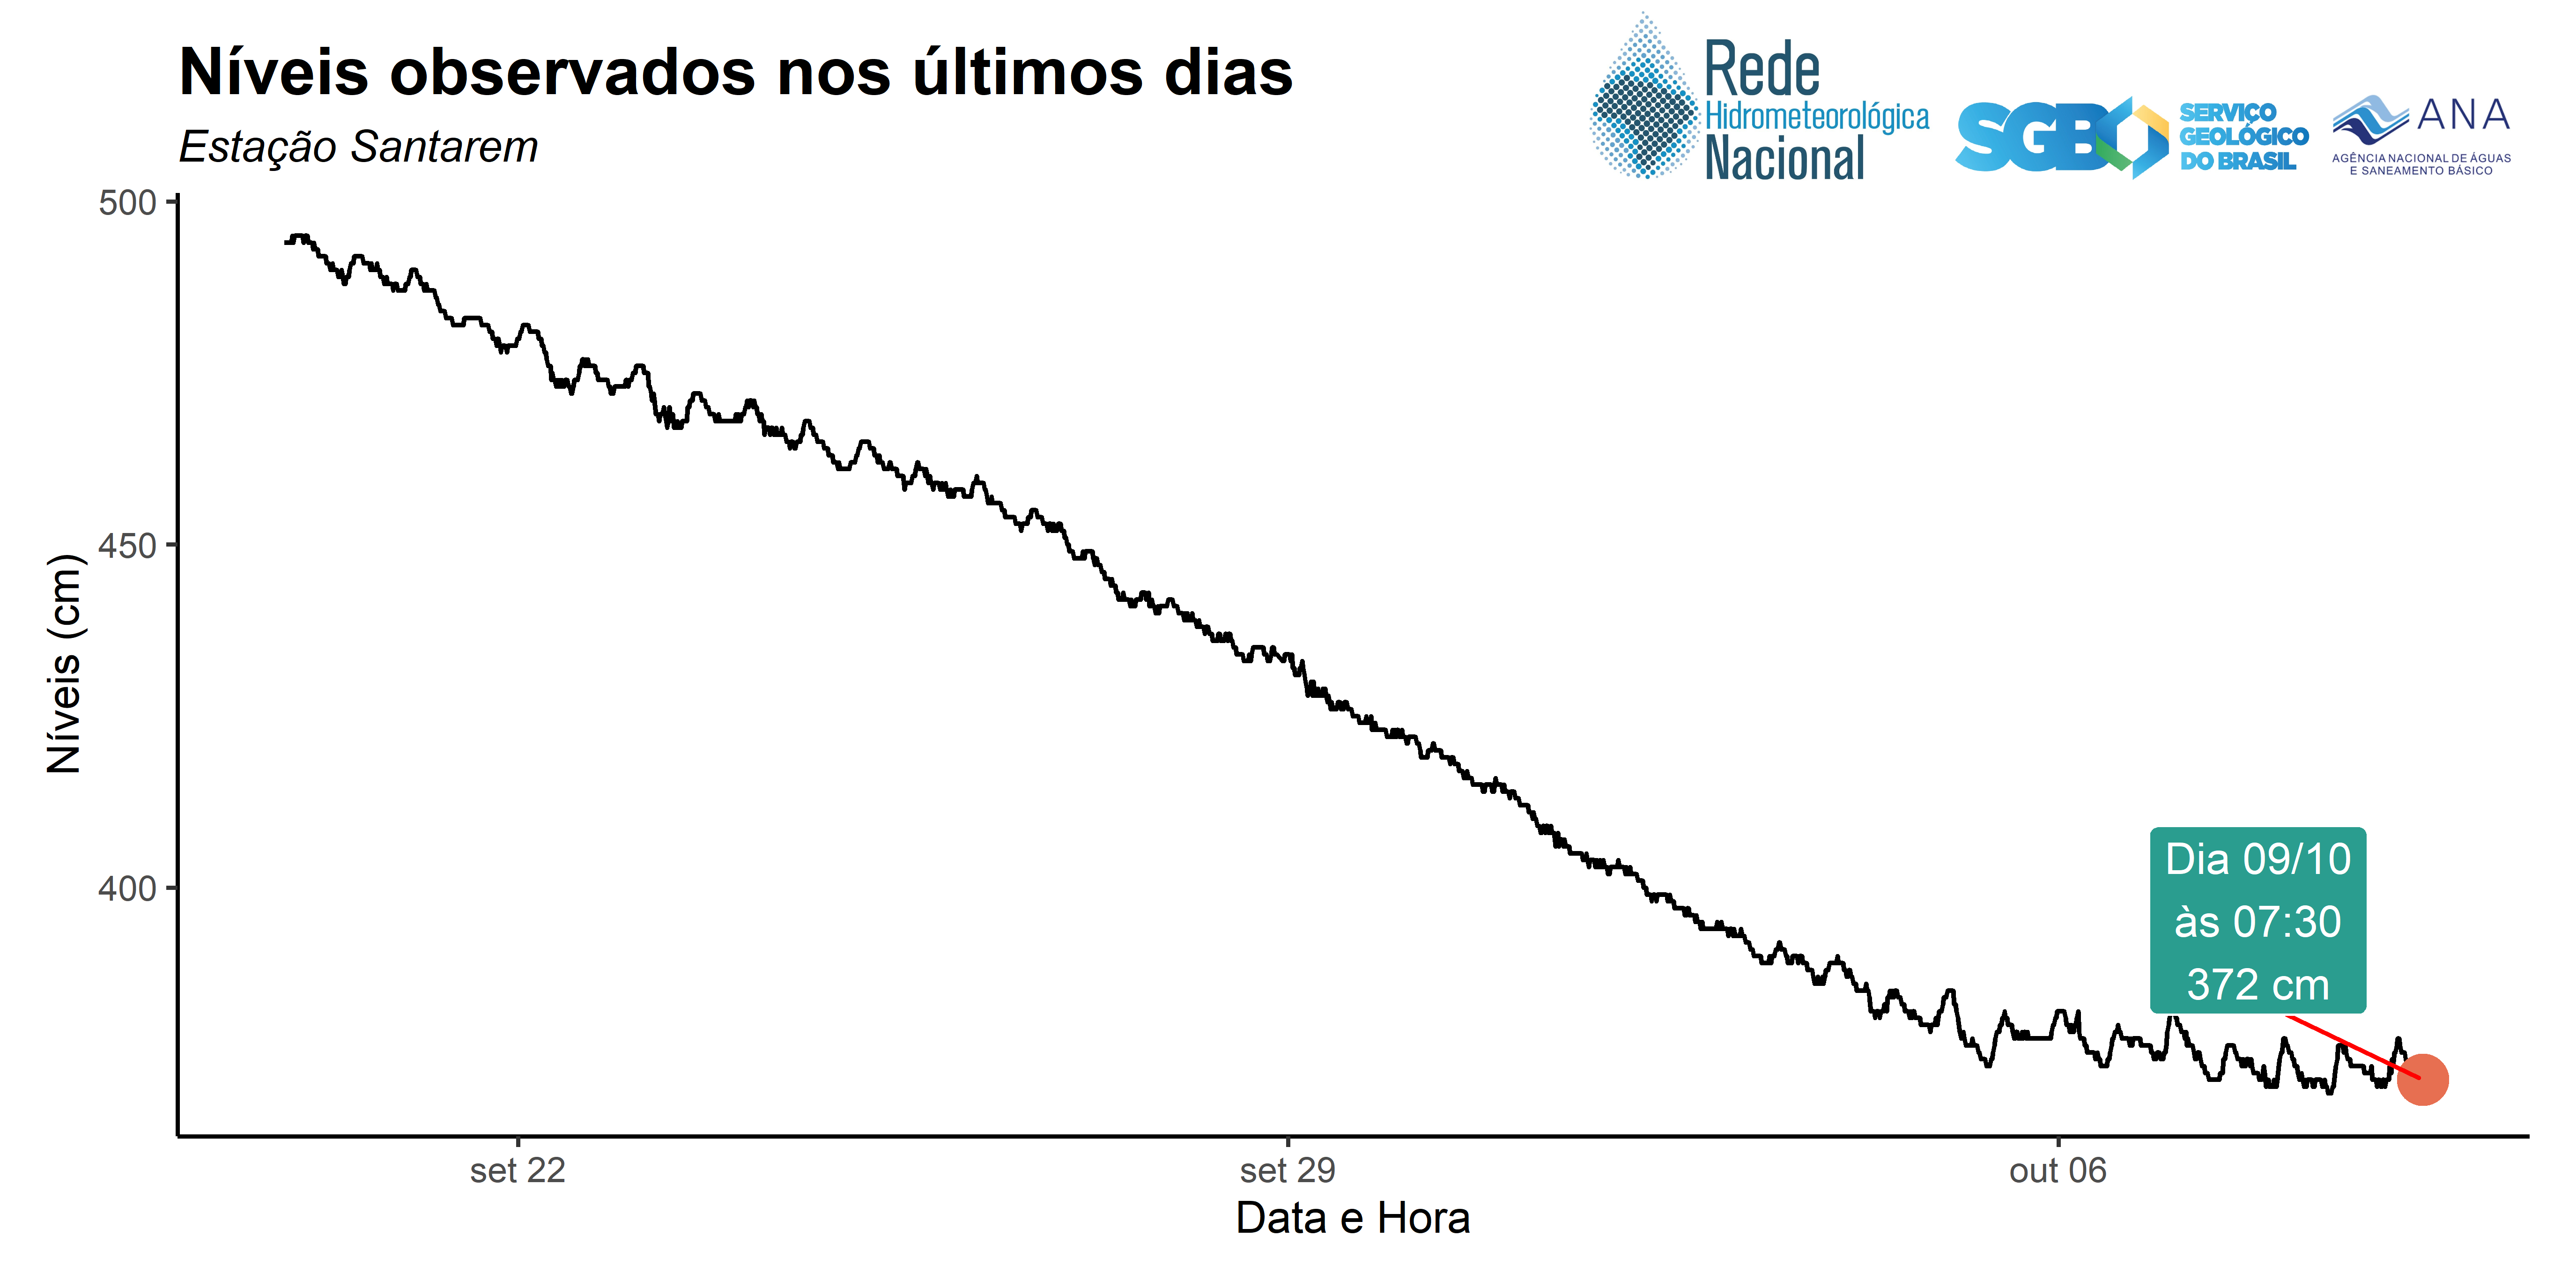 Níveis observados nos últimos dias
Estação Santarem
Rede
Hidrometeorológica
Nacional
SGB
SERVIÇO
GEOLÓGICO
DO BRASIL
ANA
AGÊNCIA NACIONAL DE ÁGUAS
E SANEAMENTO BÁSICO
500
450
400
Níveis (cm)
Dia 09/10
às 07:30
372 cm
set 22
set 29
out 06
Data e Hora